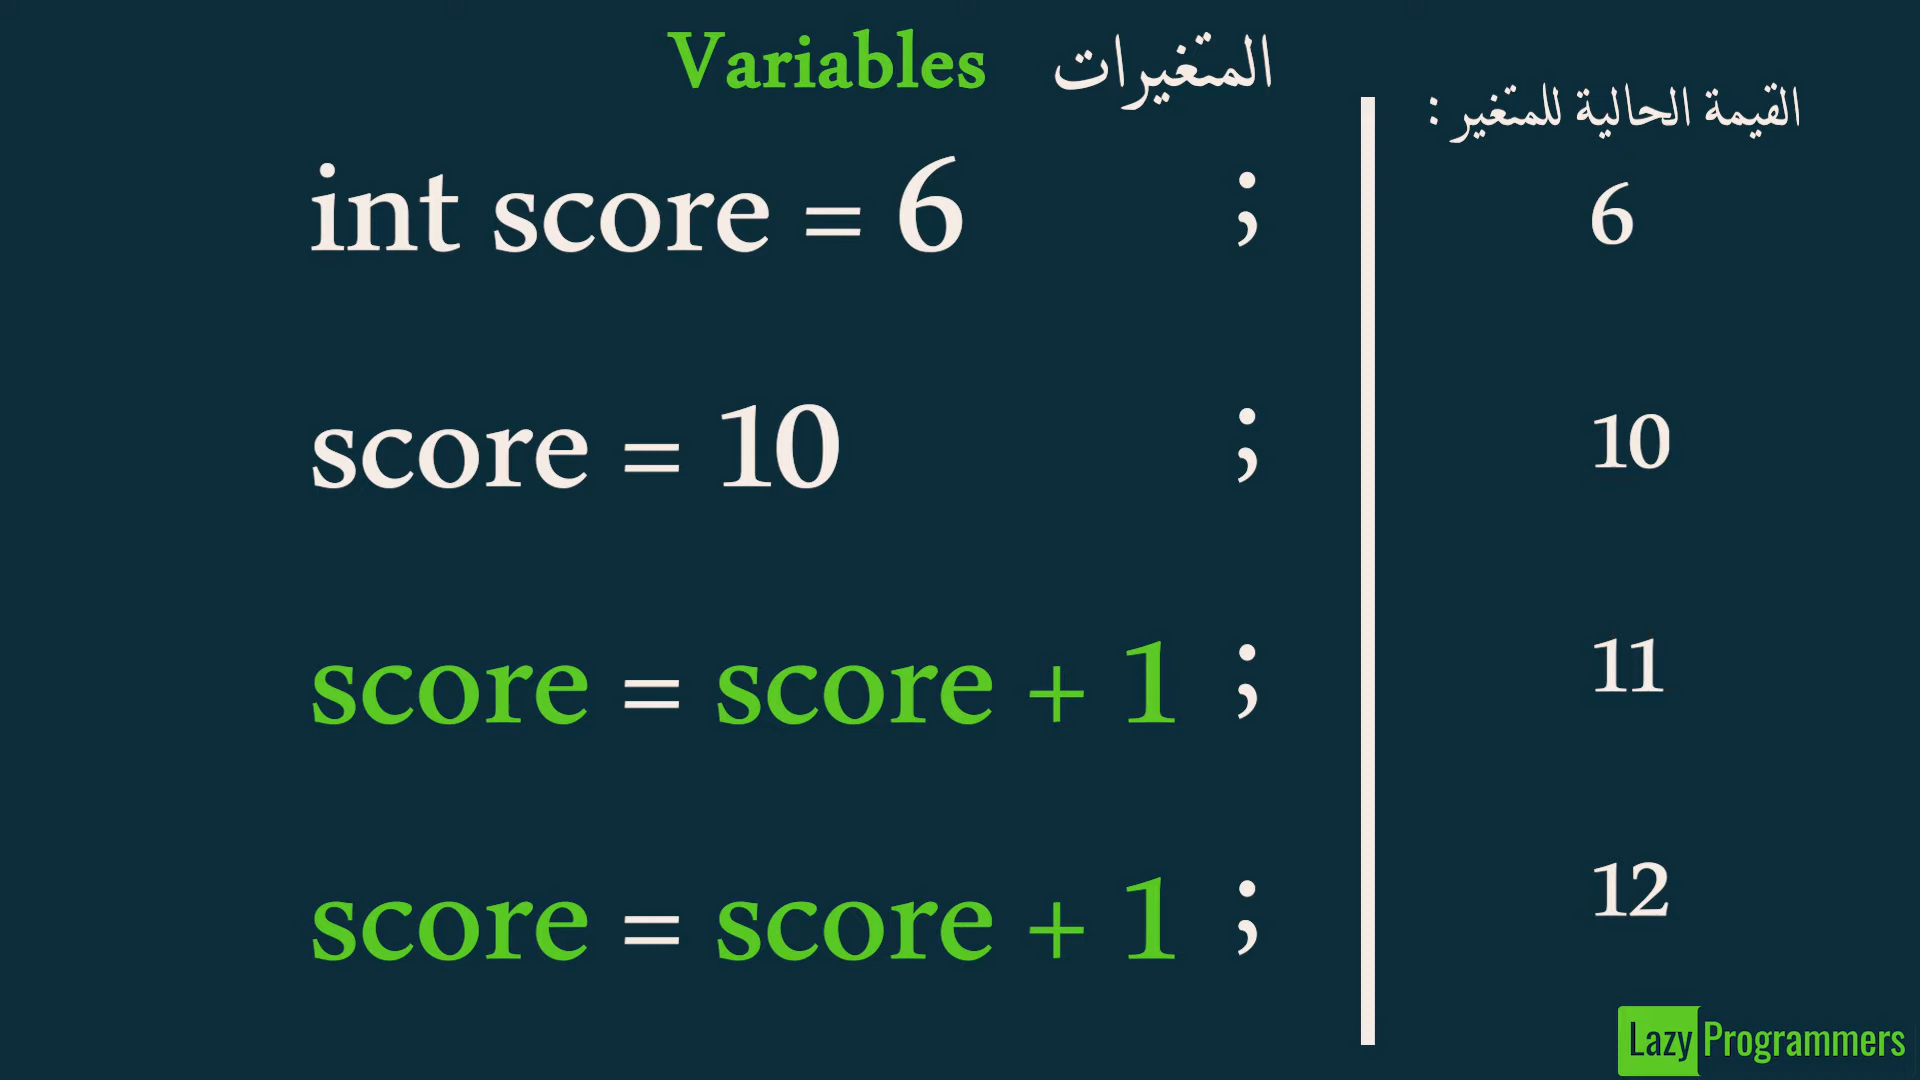 Variables المتغيرات
القيمة الحالية للمتغير :
int score = 6 ;
6
score = 10 ;
10
score = score + 1 ;
11
score = score + 1 ;
12
Lazy Programmers